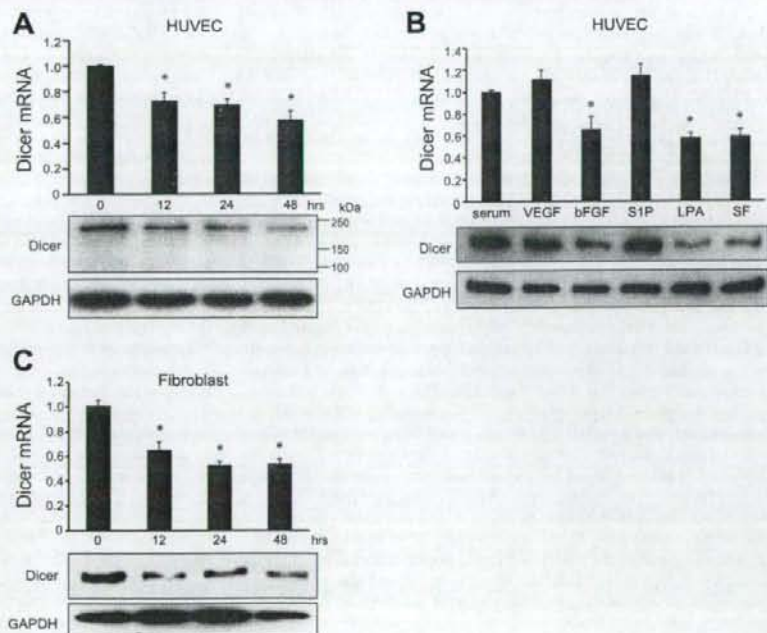 A
HUVEC
Dicer mRNA
1.2
1.0
0.8
0.6
0.4
0.2
0
*
*
*
0 12 24 48 hrs
kDa
Dicer
250
150
100
GAPDH
B
HUVEC
Dicer mRNA
1.4
1.2
1.0
0.8
0.6
0.4
0.2
0
*
*
*
serum VEGF bFGF S1P LPA SF
Dicer
GAPDH
C
Fibroblast
Dicer mRNA
1.2
1.0
0.8
0.6
0.4
0.2
0
*
*
*
0 12 24 48 hrs
Dicer
GAPDH